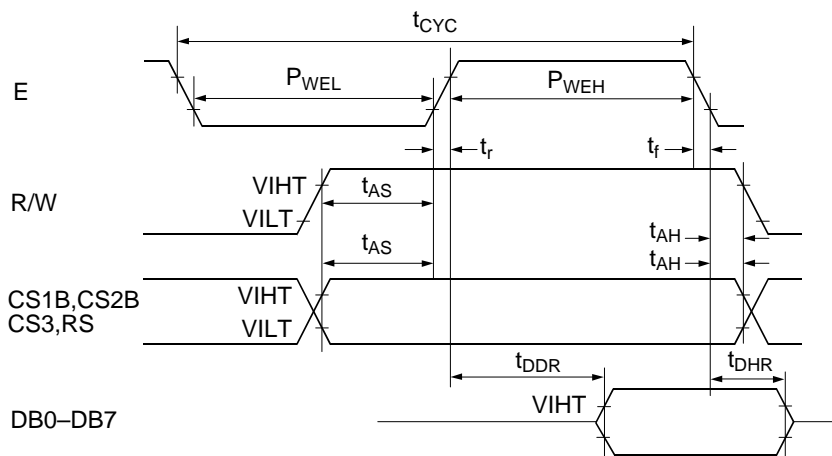 tCYC
E
PWEL
PWEH
tr
tf
R/W
VIHT
VILT
tAS
tAH
tAS
tAH
CS1B,CS2B
CS3,RS
VIHT
VILT
tDDR
tDHR
DB0–DB7
VIHT